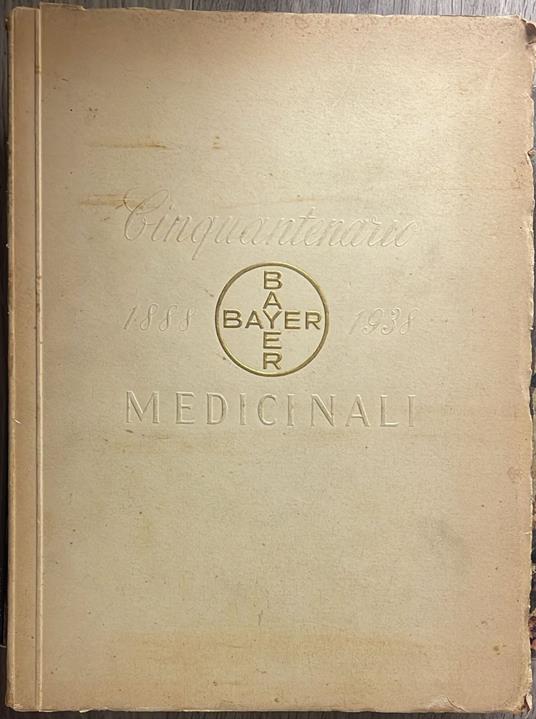 Cinquantenario
1888 BAYER BAYER 1938
MEDICINALI